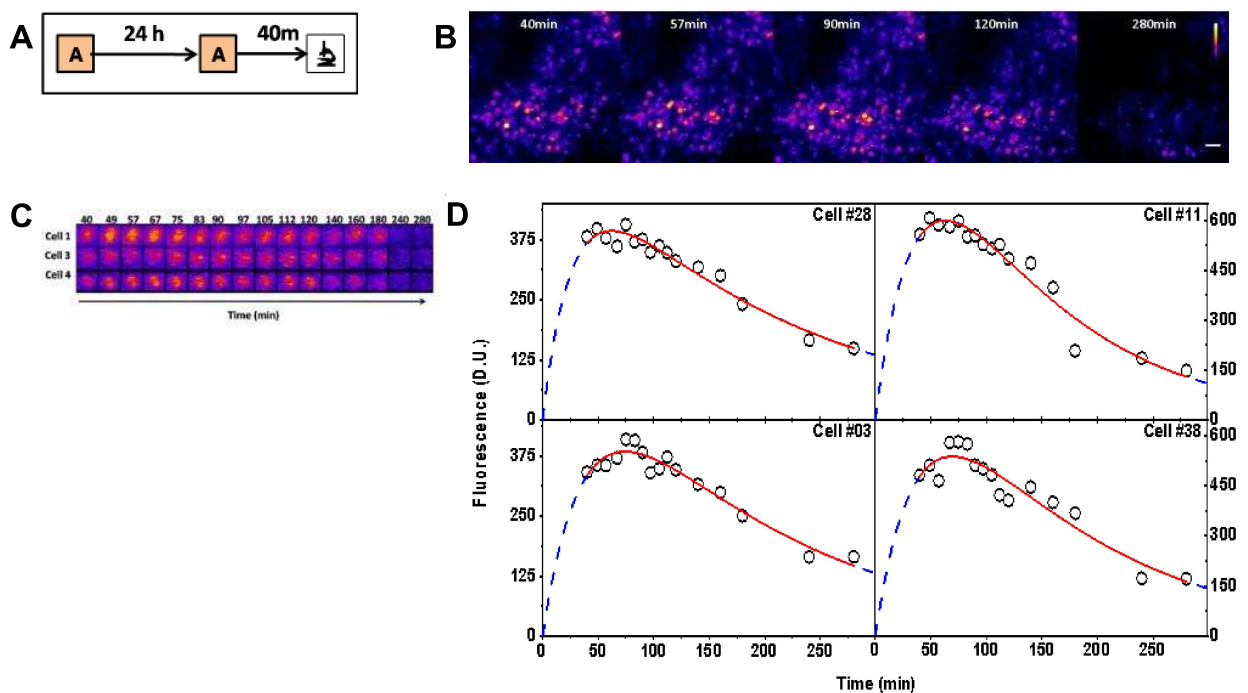 A
24 h
40m
A
A
B
40min
57min
90min
120min
280min
C
40 49 57 67 75 83 90 97 105 112 120 140 160 180 240 280
Cell 1
Cell 3
Cell 4
Time (min)
D
Fluorescence (D.U.)
Cell #28
375
250
125
0
Cell #11
600
450
300
150
0
Cell #03
375
250
125
0
Cell #38
600
450
300
150
0
0 50 100 150 200 250
0 50 100 150 200 250
Time (min)